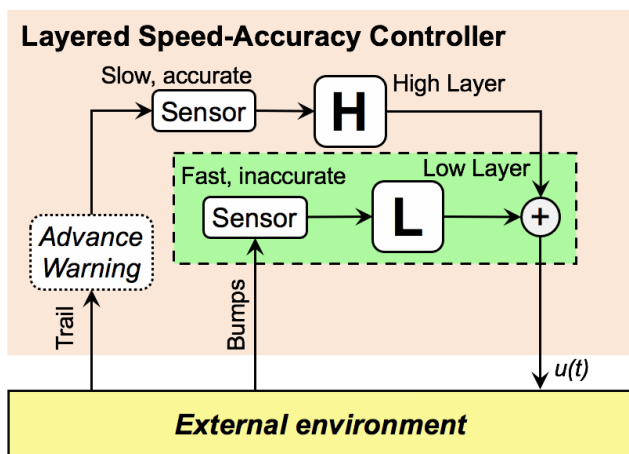 Layered Speed-Accuracy Controller
Slow, accurate
Sensor
H
High Layer
Fast, inaccurate
Low Layer
Sensor
L
+
Advance
Warning
Trail
Bumps
u(t)
External environment